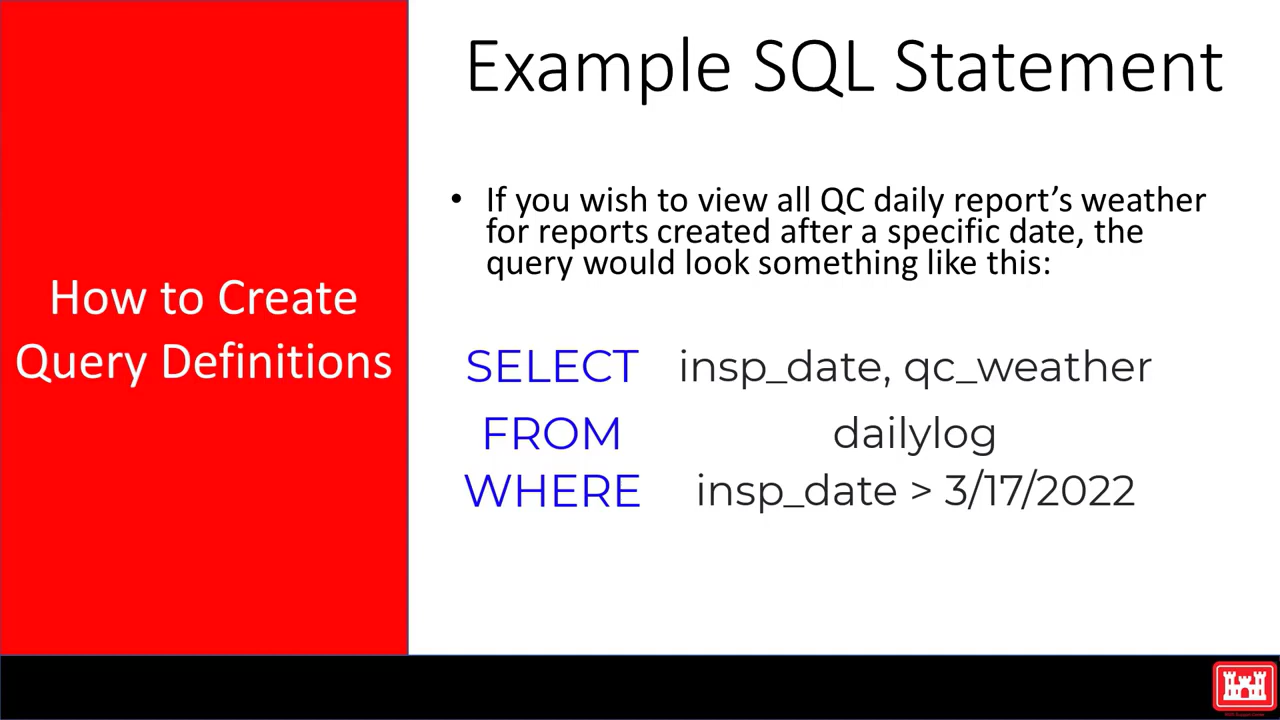 How to Create
Query Definitions
Example SQL Statement
• If you wish to view all QC daily report’s weather
for reports created after a specific date, the
query would look something like this:
SELECT insp_date, qc_weather
FROM dailylog
WHERE insp_date > 3/17/2022